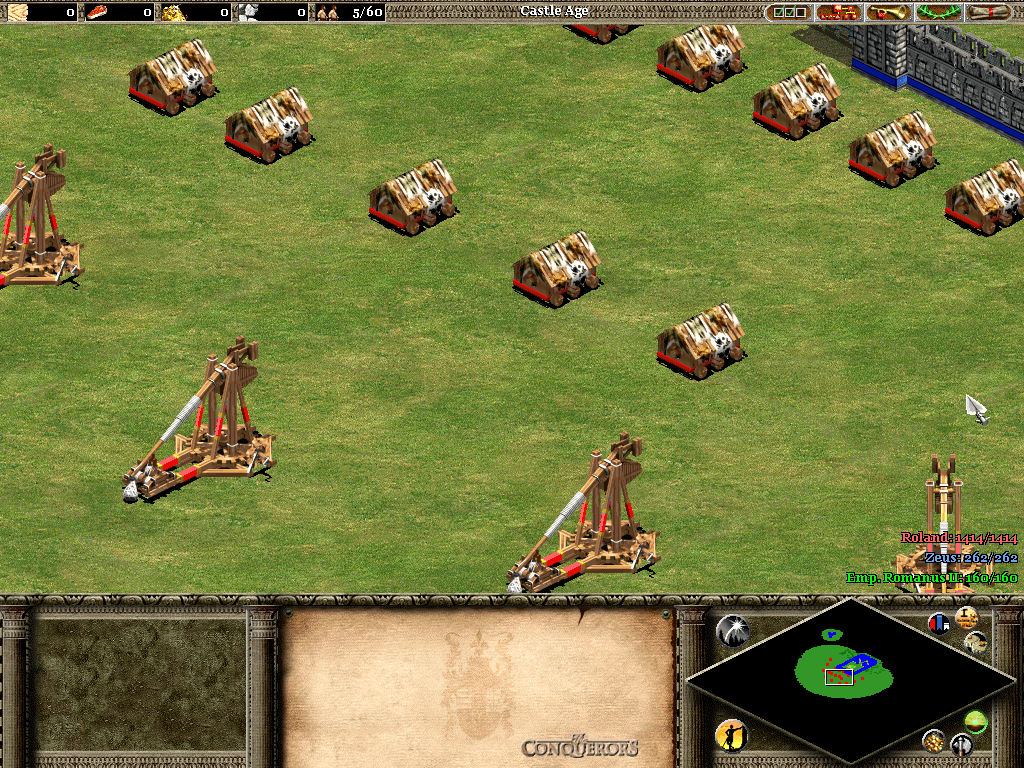 0 0 0 0 5/60 Castle Age
Roland: 1414/1414
Zeus: 262/262
Emp. Romanus II: 160/160
The
CONQUERORS